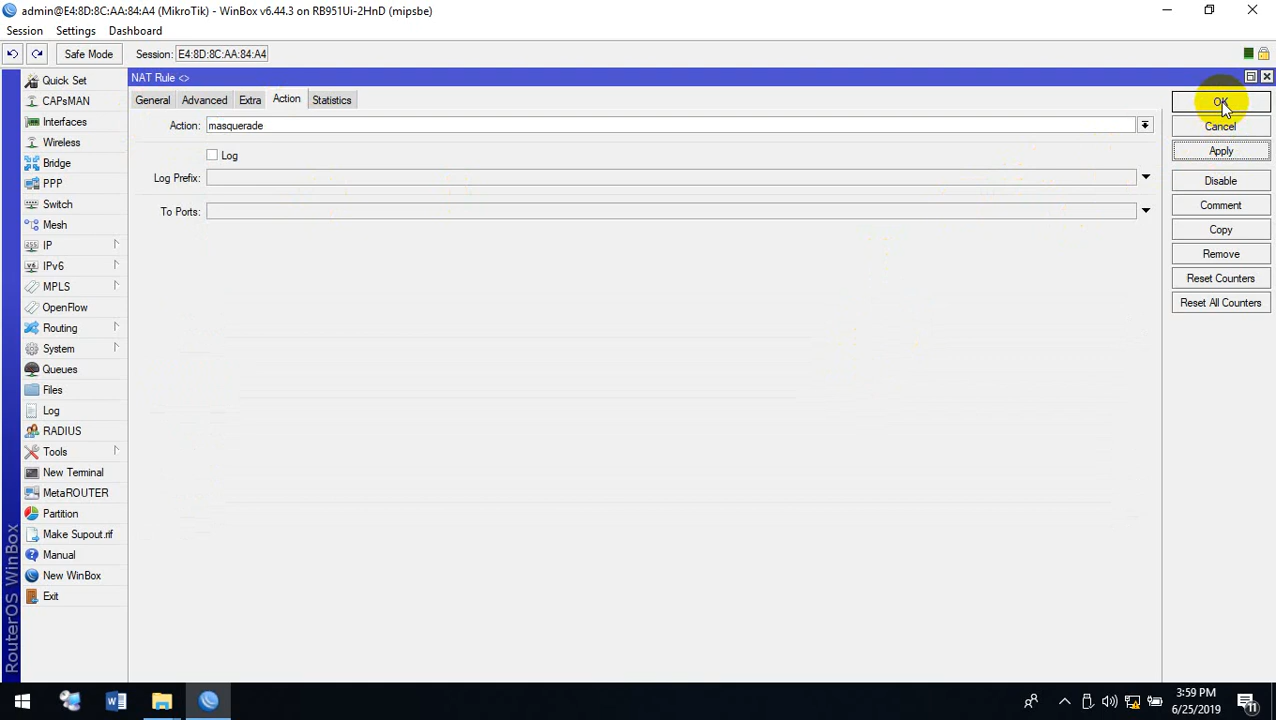 admin@E4:8D:8C:AA:84:A4 (MikroTik) - WinBox v6.44.3 on RB951Ui-2HnD (mipsbe)
Session Settings Dashboard
Safe Mode Session: E4:8D:8C:AA:84:A4
NAT Rule <>
General Advanced Extra Action Statistics
Action: masquerade
Log
Log Prefix:
To Ports:
OK
Cancel
Apply
Disable
Comment
Copy
Remove
Reset Counters
Reset All Counters
Quick Set
CAPsMAN
Interfaces
Wireless
Bridge
PPP
Switch
Mesh
IP
IPv6
MPLS
OpenFlow
Routing
System
Queues
Files
Log
RADIUS
Tools
New Terminal
MetaROUTER
Partition
Make Supout.rif
Manual
New WinBox
Exit
RouterOS WinBox
3:59 PM
6/25/2019
11